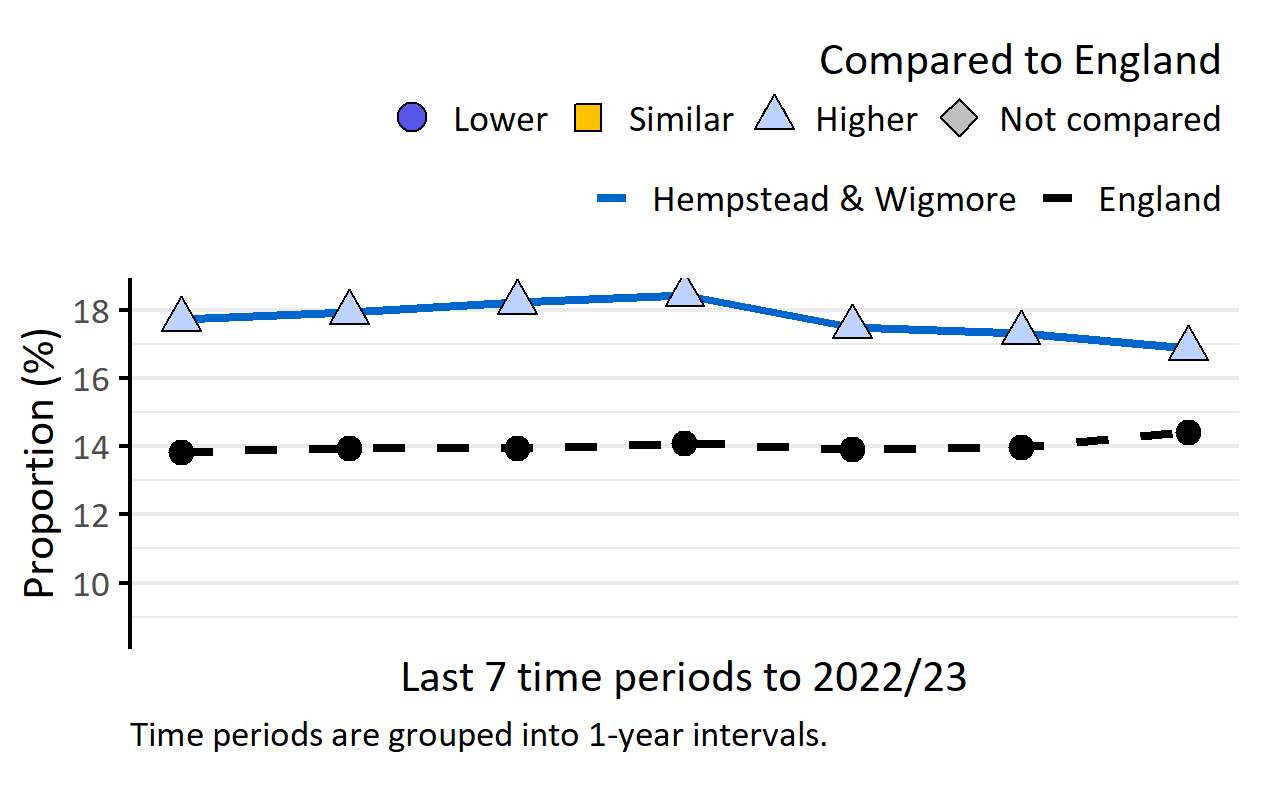 Compared to England
Lower Similar Higher Not compared
Hempstead & Wigmore England
Proportion (%)
18
16
14
12
10
Last 7 time periods to 2022/23
Time periods are grouped into 1-year intervals.